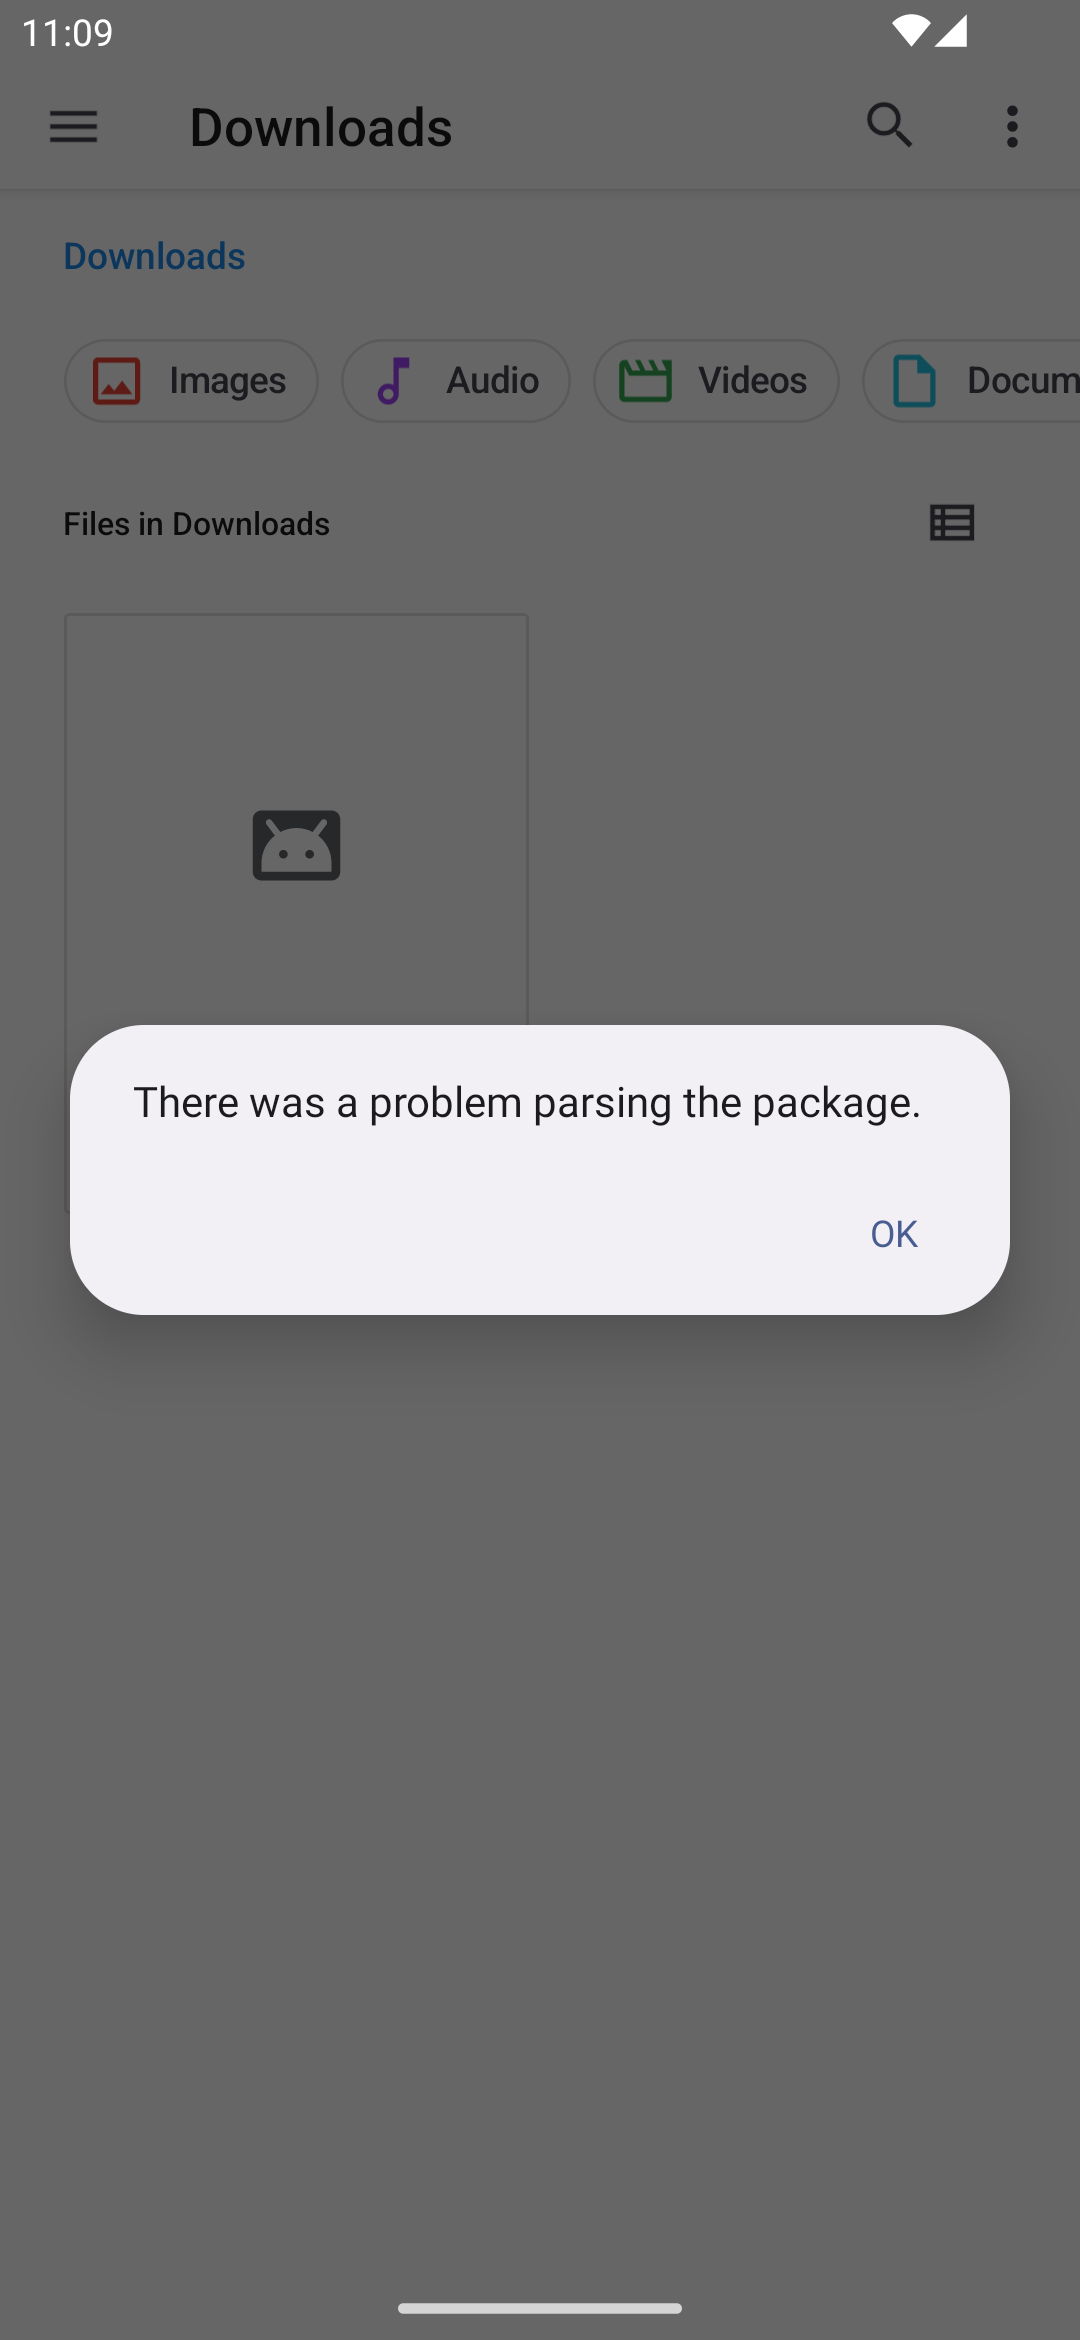 11:09
Downloads
Downloads
Images
Audio
Videos
Docum
Files in Downloads
There was a problem parsing the package.
OK